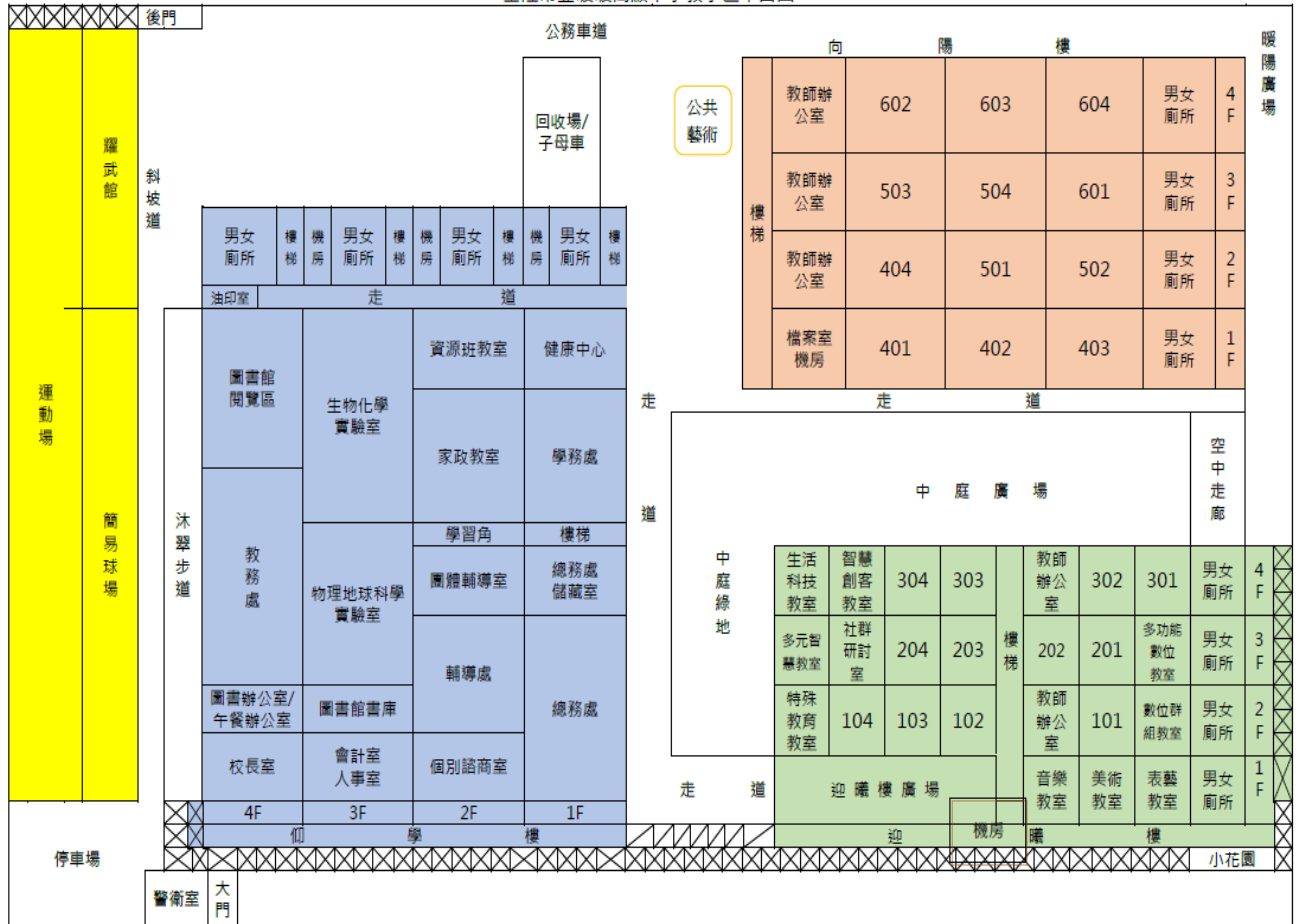 後門
公務車道
向陽樓
暖陽廣場
公共
藝術
回收場/
子母車
耀武館
斜坡道
樓梯
教師辦
公室
602
603
604
男女
廁所
4
F
教師辦
公室
503
504
601
男女
廁所
3
F
教師辦
公室
404
501
502
男女
廁所
2
F
檔案室
機房
401
402
403
男女
廁所
1
F
男女
廁所
樓梯
機房
男女
廁所
樓梯
機房
男女
廁所
樓梯
機房
男女
廁所
樓梯
油印室
走道
運動場
簡易球場
沐翠步道
圖書館
閱覽區
生物化學
實驗室
資源班教室
健康中心
家政教室
學務處
學習角
樓梯
教務處
物理地球科學
實驗室
團體輔導室
總務處
儲藏室
輔導處
總務處
圖書辦公室/
午餐辦公室
圖書館書庫
校長室
會計室
人事室
個別諮商室
4F
3F
2F
1F
仰學樓
走道
走道
中庭廣場
空中走廊
中庭綠地
生活
科技
教室
智慧
創客
教室
304
303
樓梯
教師
辦公
室
302
301
男女
廁所
4
F
多元智
慧教室
社群
研討
室
204
203
202
201
多功能
數位
教室
男女
廁所
3
F
特殊
教育
教室
104
103
102
教師
辦公
室
101
數位群
組教室
男女
廁所
2
F
走道
迎曦樓廣場
音樂
教室
美術
教室
表藝
教室
男女
廁所
1
F
機房
迎曦樓
小花園
停車場
警衛室
大門